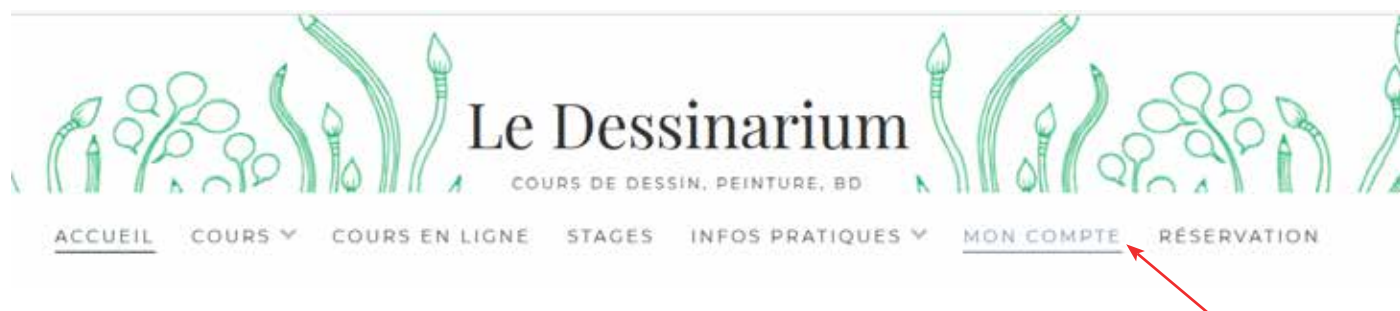 Le Dessinarium
COURS DE DESSIN, PEINTURE, BD
ACCUEIL COURS COURS EN LIGNE STAGES INFOS PRATIQUES MON COMPTE RÉSERVATION